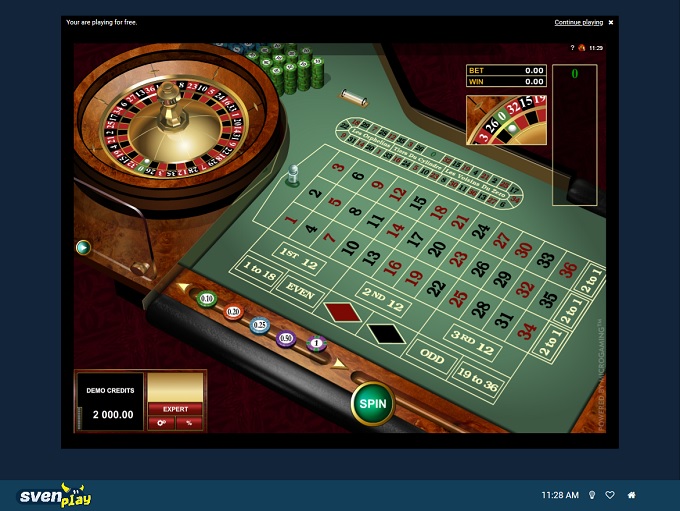 You are playing for free.
Continue playing ×
? 11:29
BET 0.00
WIN 0.00
0
26 0 32 15 19
Les Orphelins Tiers Du Cylindre Les Voisins Du Zero
3 6 9 12 15 18 21 24 27 30 33 36 2 to 1
2 5 8 11 14 17 20 23 26 29 32 35 2 to 1
1 4 7 10 13 16 19 22 25 28 31 34 2 to 1
1ST 12 2ND 12 3RD 12
1 to 18 EVEN ODD 19 to 36
0.10 0.20 0.25 0.50 1
DEMO CREDITS
2 000.00
EXPERT
%
SPIN
POWERED BY MICROGAMING™
sven play
11:28 AM